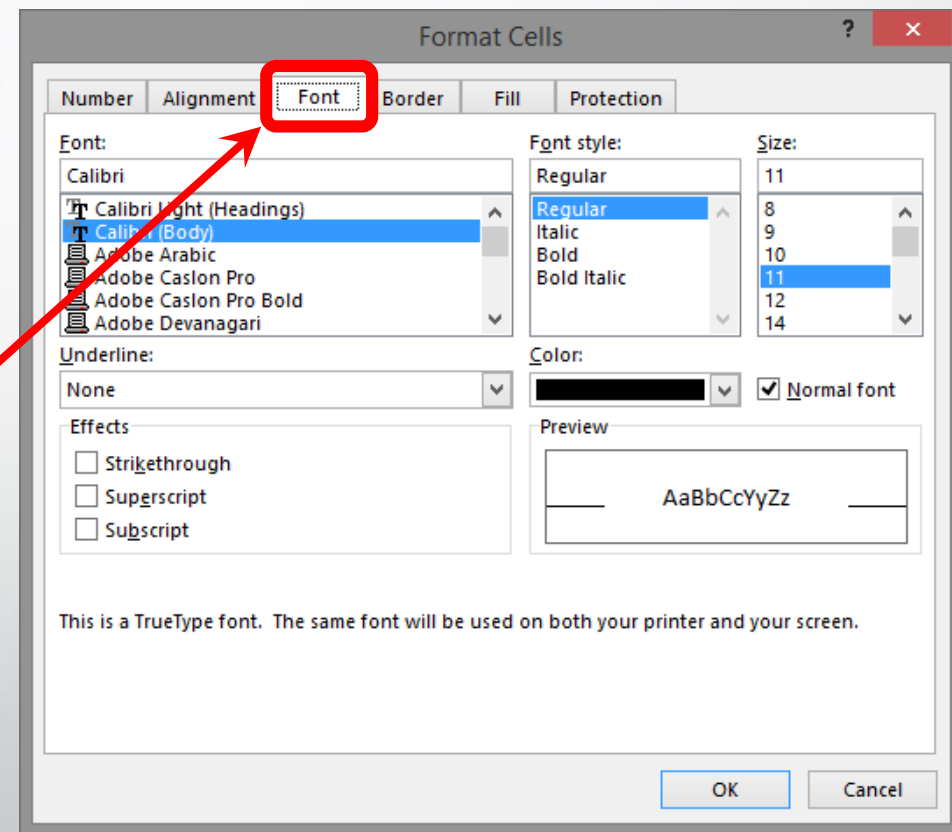 Format Cells ?
Number Alignment Font Border Fill Protection
Font: Font style: Size:
Calibri Regular 11
Calibri Light (Headings) Regular 8
Calibri (Body) Italic 9
Adobe Arabic Bold 10
Adobe Caslon Pro Bold Italic 11
Adobe Caslon Pro Bold 12
Adobe Devanagari 14
Underline: Color:
None Normal font
Effects Preview
Strikethrough
Superscript AaBbCcYyZz
Subscript
This is a TrueType font.  The same font will be used on both your printer and your screen.
OK Cancel